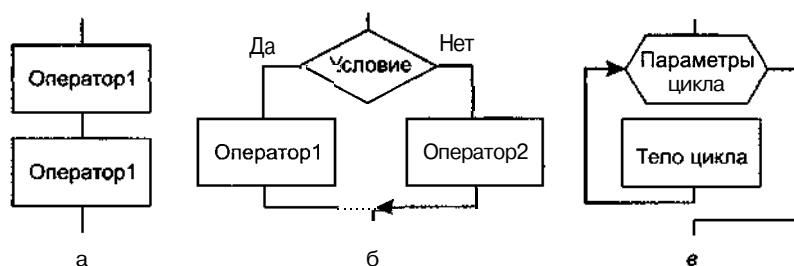 Оператор1
Оператор1
а
Да
Нет
Условие
Оператор1
Оператор2
б
Параметры
цикла
Тело цикла
в